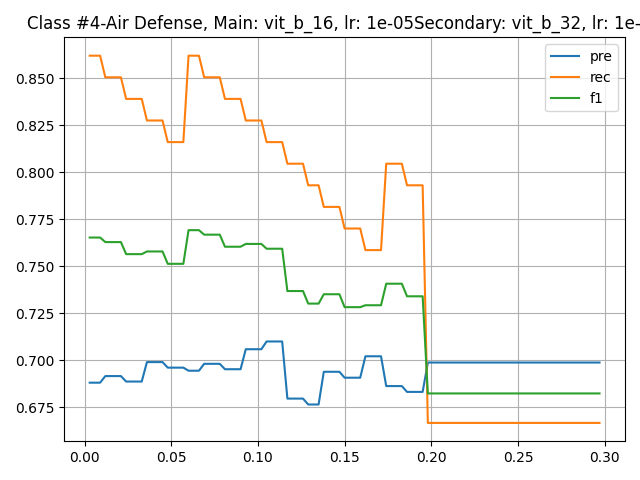 Class #4-Air Defense, Main: vit_b_16, lr: 1e-05Secondary: vit_b_32, lr: 1e-
pre
rec
f1
0.850
0.825
0.800
0.775
0.750
0.725
0.700
0.675
0.00 0.05 0.10 0.15 0.20 0.25 0.30